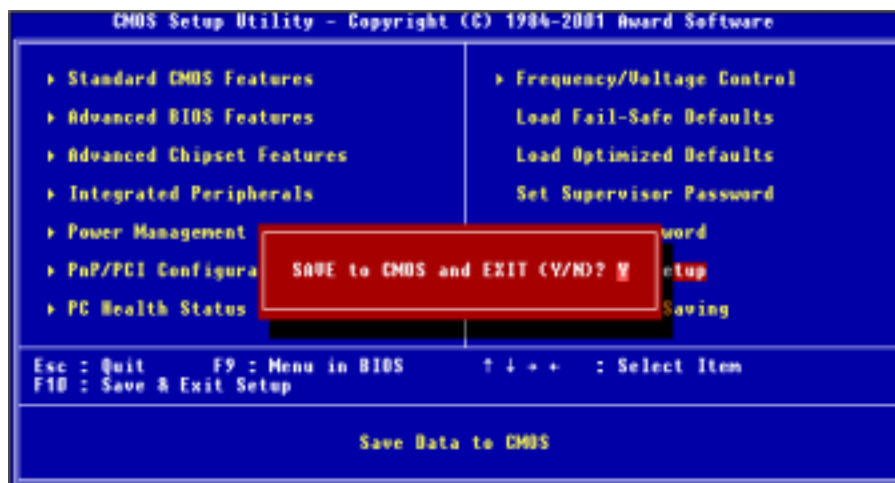 CMOS Setup Utility - Copyright (C) 1984-2001 Award Software
▸ Standard CMOS Features
▸ Advanced BIOS Features
▸ Advanced Chipset Features
▸ Integrated Peripherals
▸ Power Management
▸ PnP/PCI Configura
▸ PC Health Status
▸ Frequency/Voltage Control
Load Fail-Safe Defaults
Load Optimized Defaults
Set Supervisor Password
word
etup
Saving
SAVE to CMOS and EXIT (Y/N)? Y
Esc : Quit F9 : Menu in BIOS ↑ ↓ → ← : Select Item
F10 : Save & Exit Setup
Save Data to CMOS